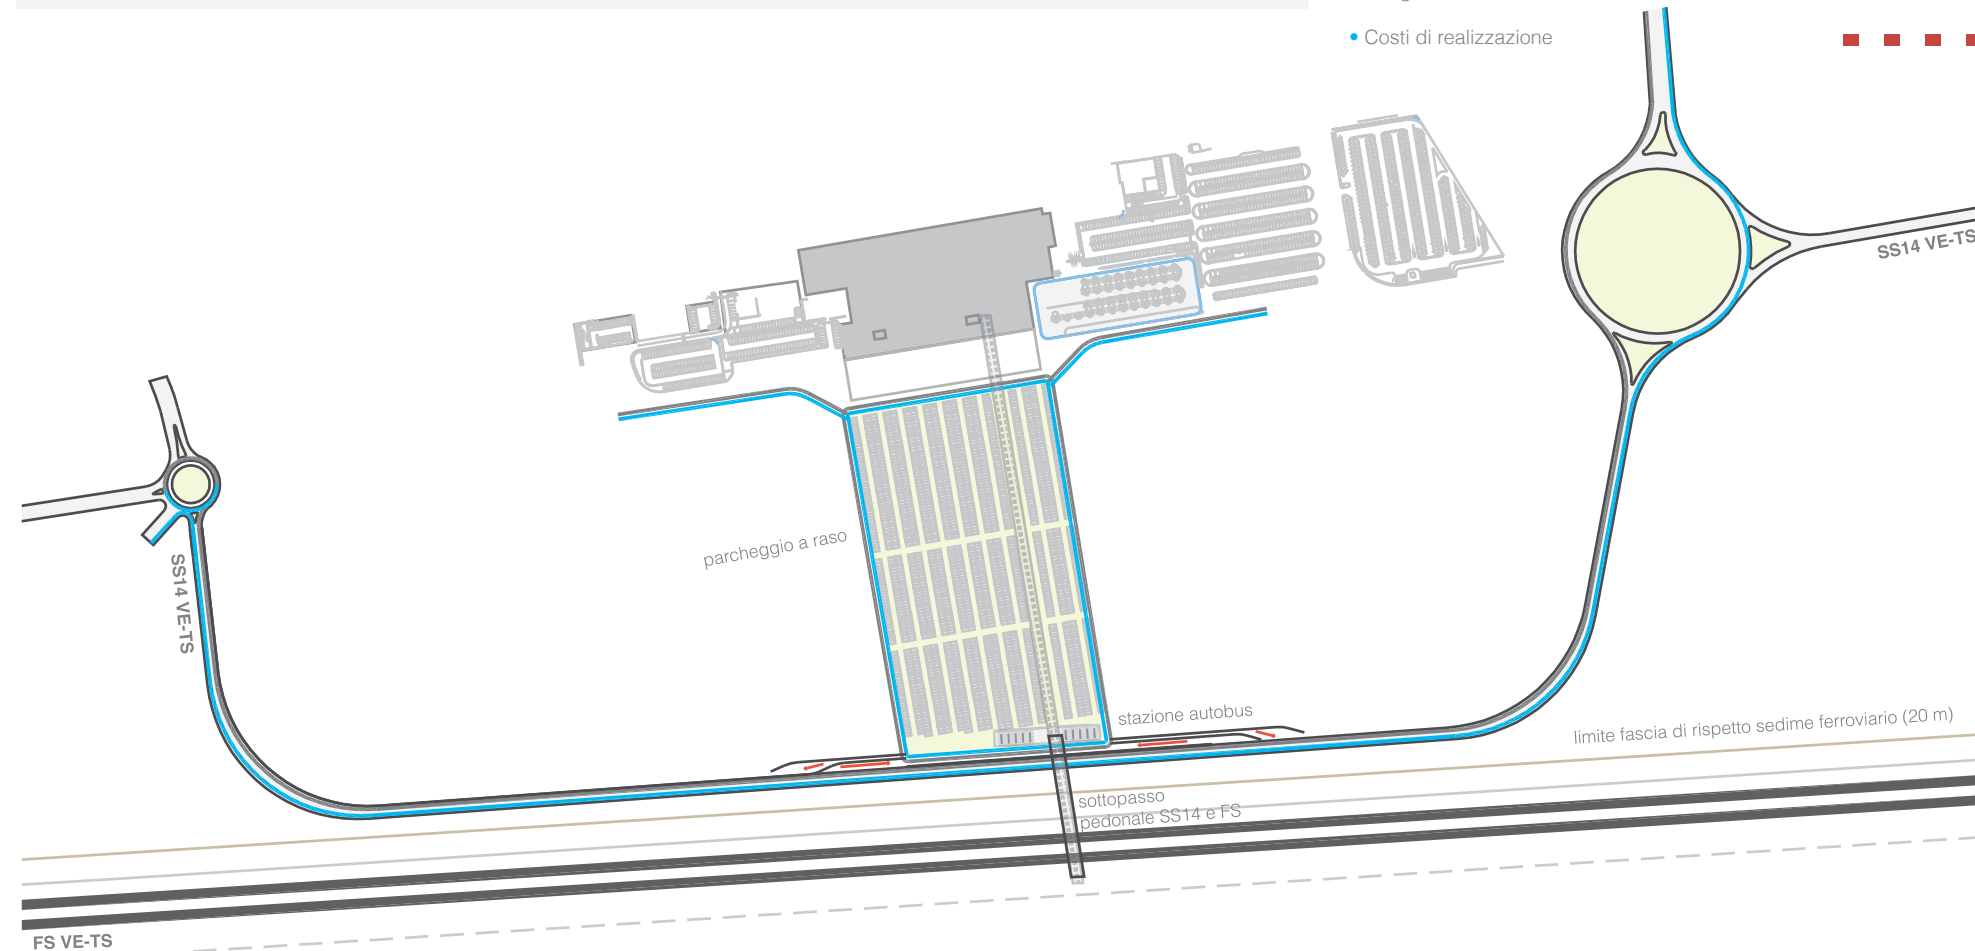 • Costi di realizzazione
SS14 VE-TS
parcheggio a raso
SS14 VE-TS
stazione autobus
limite fascia di rispetto sedime ferroviario (20 m)
sottopasso
pedonale SS14 e FS
FS VE-TS